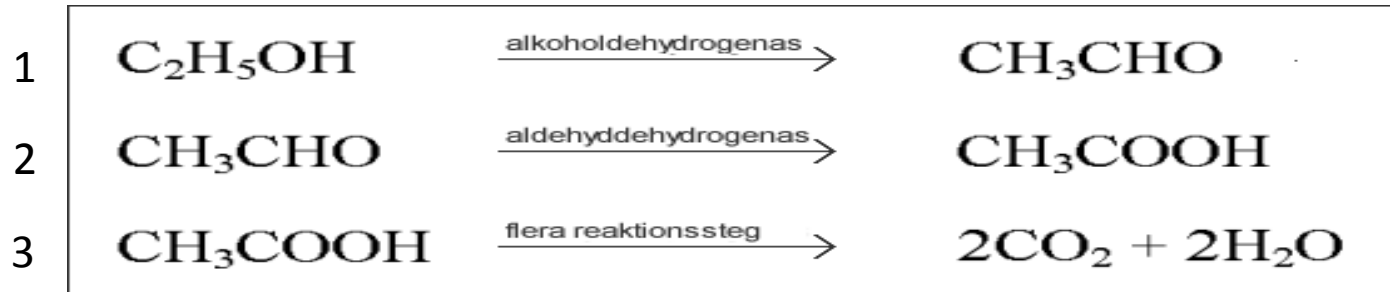 1 C₂H₅OH alkoholdehydrogenas → CH₃CHO
2 CH₃CHO aldehyddehydrogenas → CH₃COOH
3 CH₃COOH flera reaktionssteg → 2CO₂ + 2H₂O